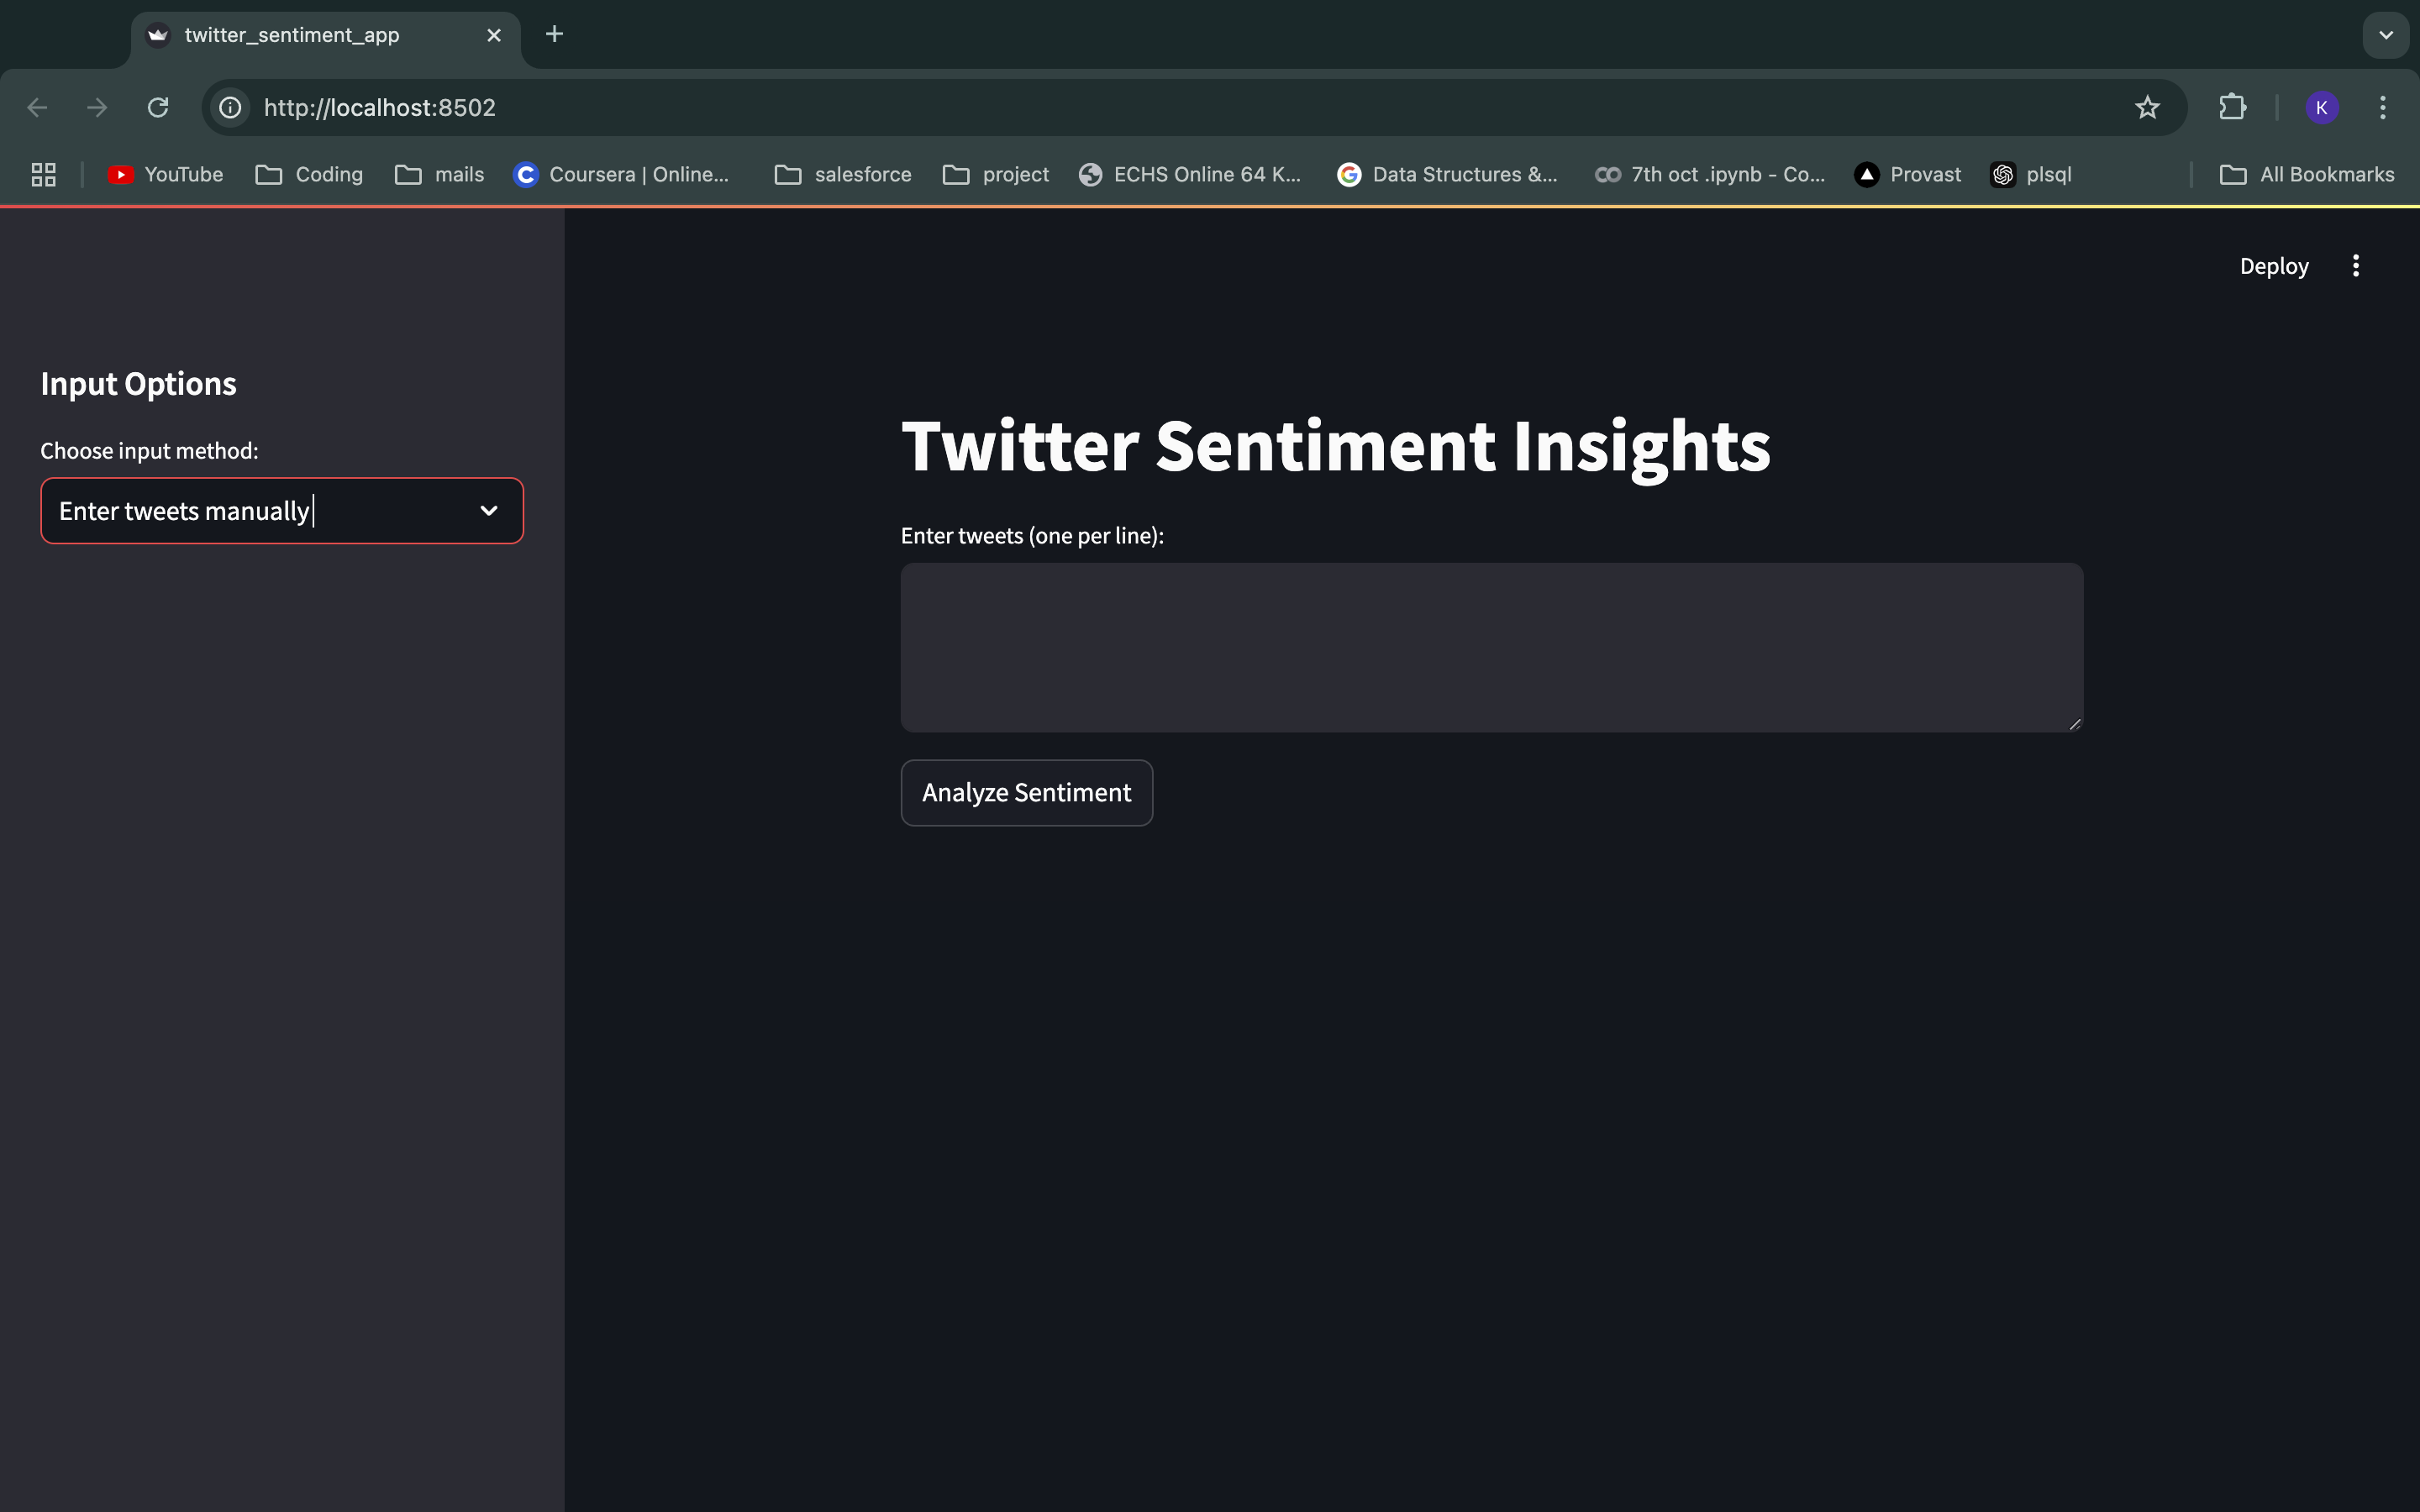 twitter_sentiment_app
http://localhost:8502
K
YouTube Coding mails Coursera | Online... salesforce project ECHS Online 64 K... Data Structures &... 7th oct .ipynb - Co... Provast plsql All Bookmarks
Deploy
Input Options
Choose input method:
Enter tweets manually
Twitter Sentiment Insights
Enter tweets (one per line):
Analyze Sentiment